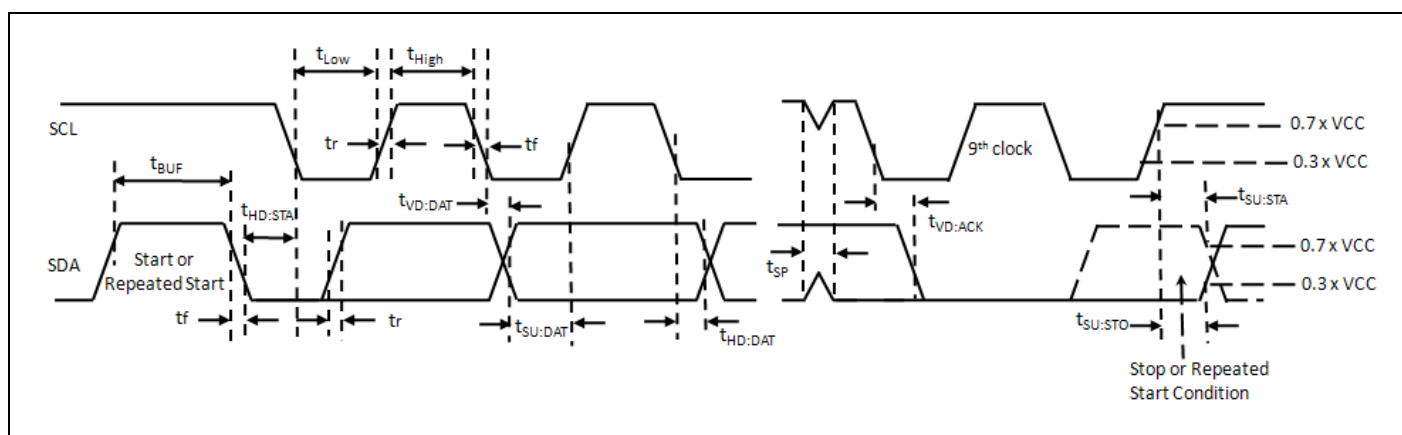 tLow
tHigh
SCL
tr
tf
9th clock
0.7 x VCC
0.3 x VCC
tBUF
tHD:STA
tVD:DAT
tVD:ACK
tSU:STA
SDA
Start or
Repeated Start
tSP
0.7 x VCC
0.3 x VCC
tf
tr
tSU:DAT
tHD:DAT
tSU:STO
Stop or Repeated
Start Condition